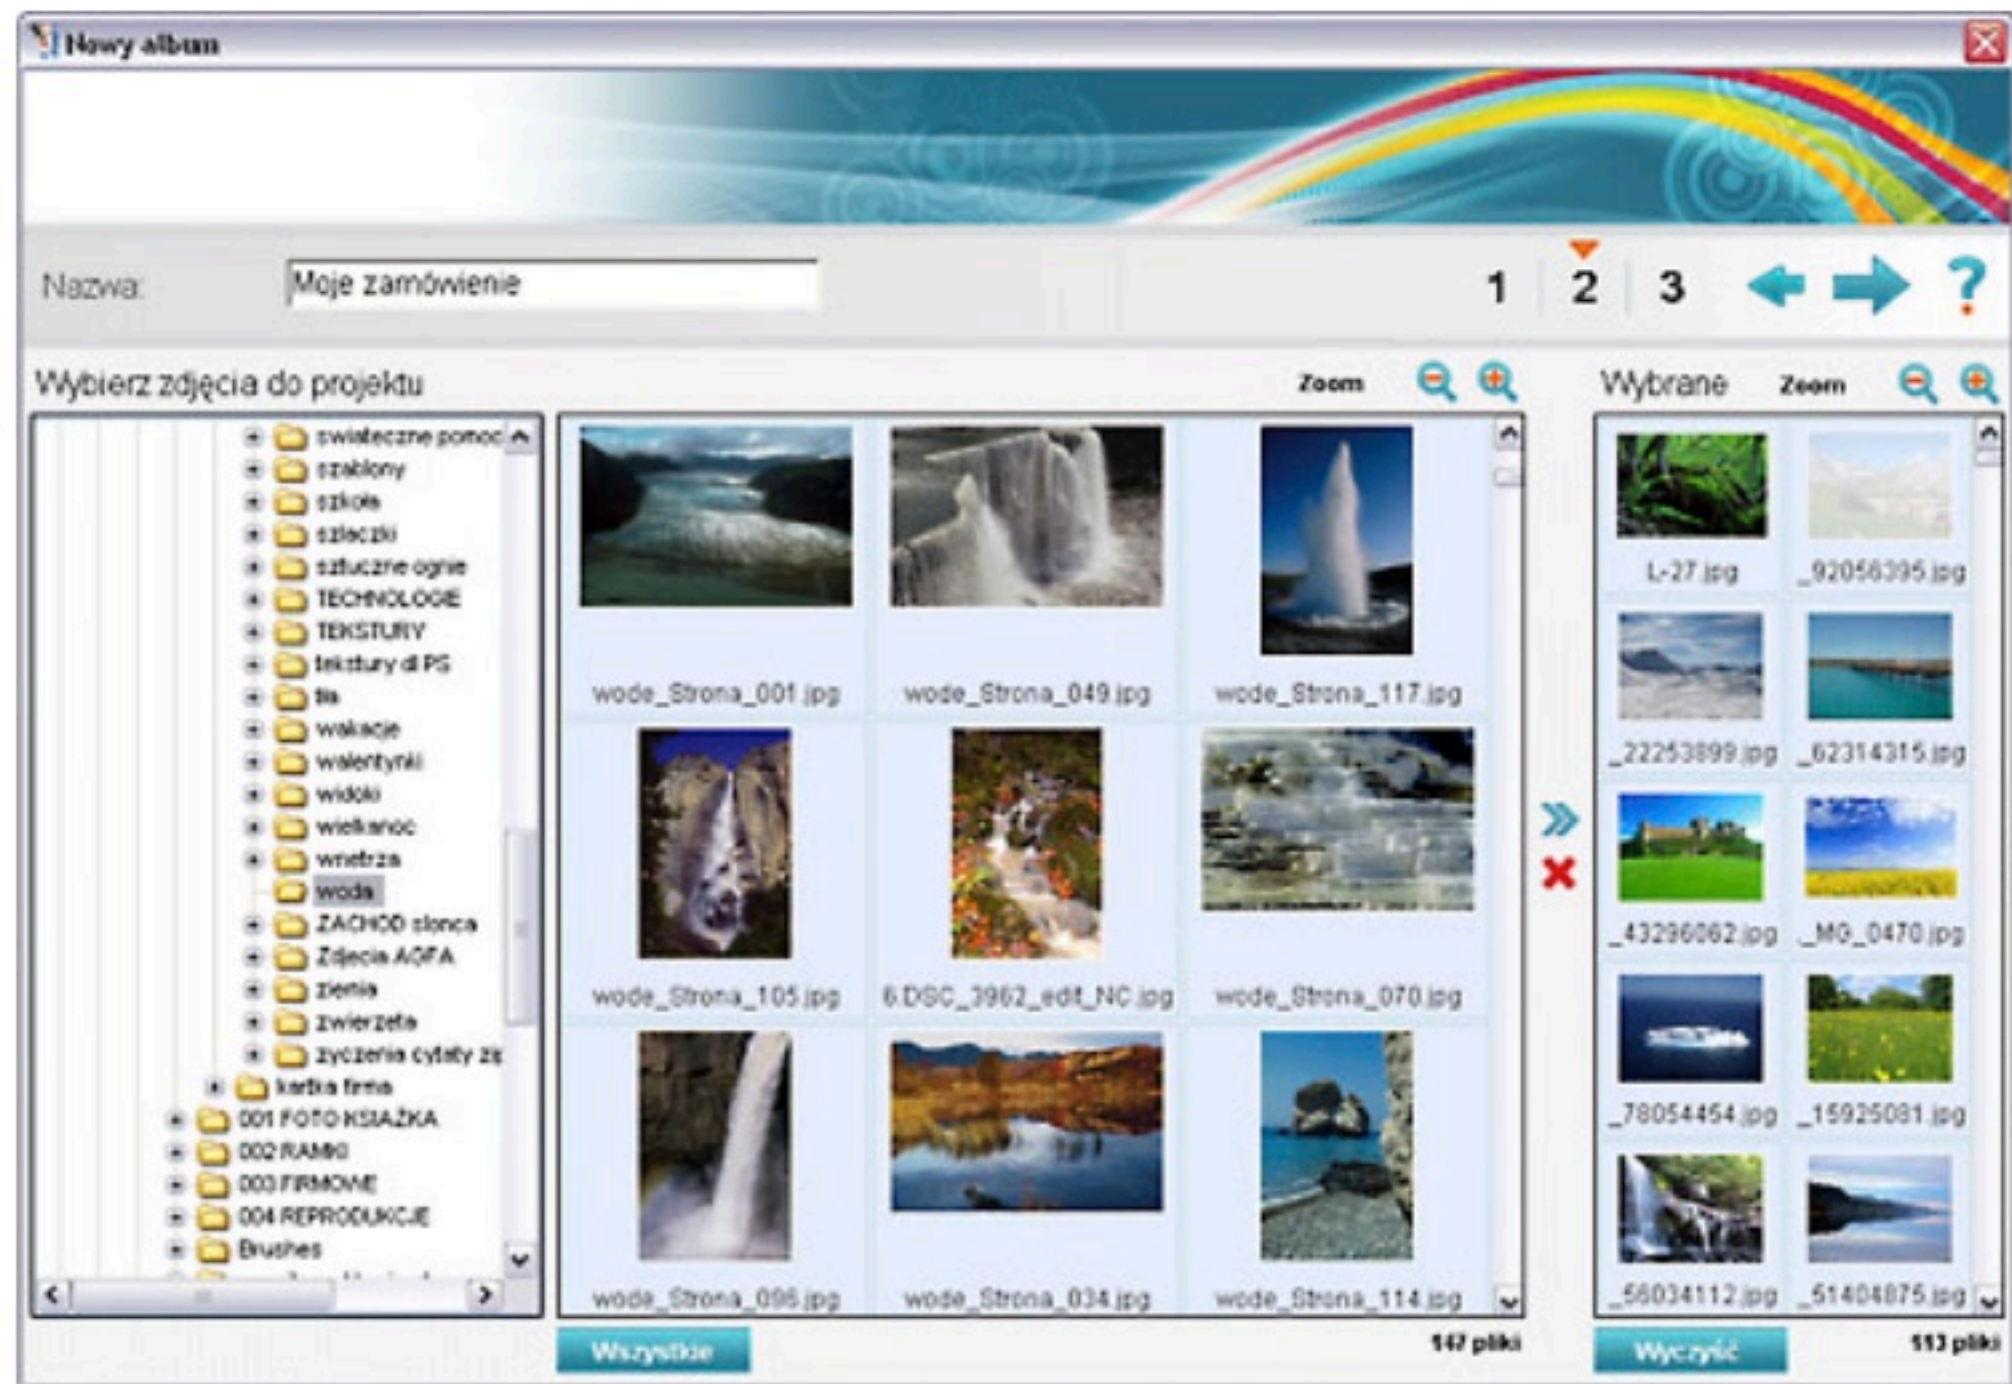 Nowy album
Nazwa:
Moje zamówienie
1 2 3
?
Wybierz zdjęcia do projektu
Zoom
Wybrane
Zoom
swiateczne pomoc
szablony
szkoła
szlaczki
sztuczne ognie
TECHNOLOGIE
TEKSTURY
tekstury dl PS
tla
wakacje
walentynki
widoki
wielkanoc
wnetrza
woda
ZACHOD slonca
Zdjecia AGFA
zwierzeta
zyczenia cytaty
kartka firma
001 FOTO KSIAŻKA
002 RAMKI
003 FIRMOWE
004 REPRODUKCJE
Brushes
wode_Strona_001.jpg
wode_Strona_049.jpg
wode_Strona_117.jpg
wode_Strona_105.jpg
6.DSC_3962_edit_NC.jpg
wode_Strona_070.jpg
wode_Strona_096.jpg
wode_Strona_034.jpg
wode_Strona_114.jpg
L-27.jpg
_92056395.jpg
_22253899.jpg
_62314315.jpg
_43296062.jpg
_MG_0470.jpg
_78054454.jpg
_15925081.jpg
_56034112.jpg
_51404875.jpg
Wszystkie
147 pliki
Wyczyść
113 pliki